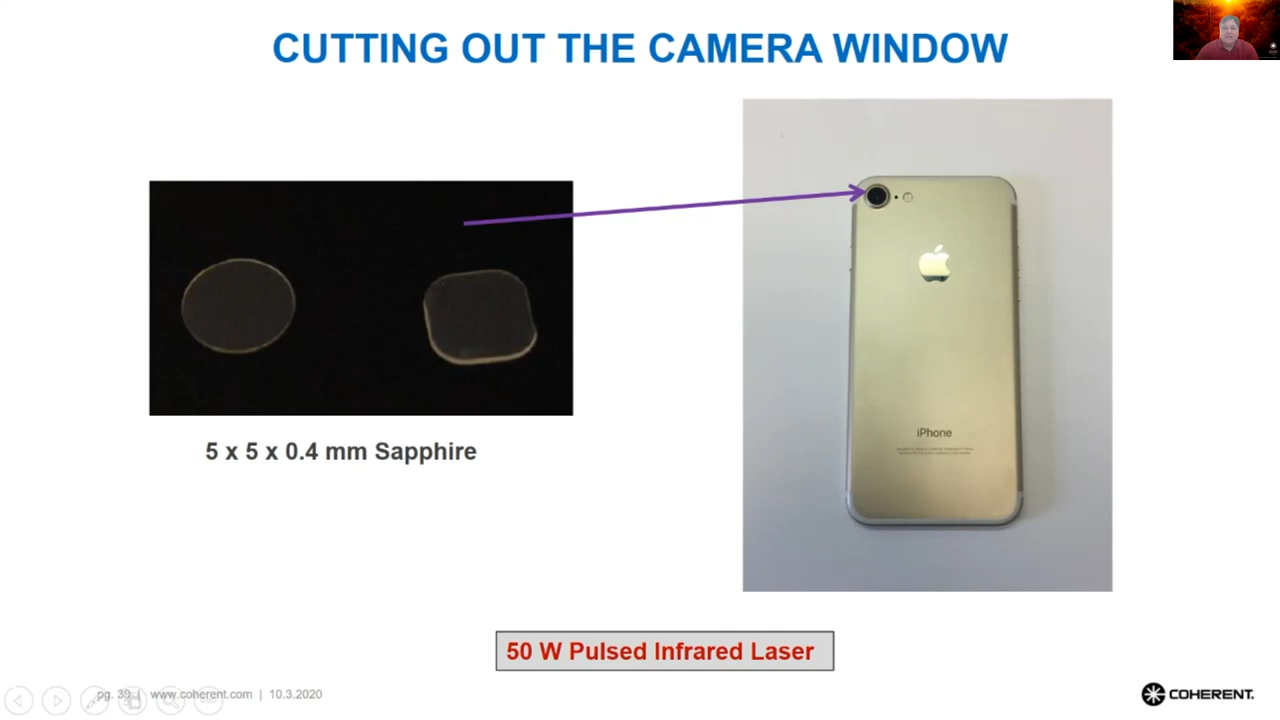 CUTTING OUT THE CAMERA WINDOW
5 x 5 x 0.4 mm Sapphire
iPhone
50 W Pulsed Infrared Laser
pg. 39 | www.coherent.com | 10.3.2020
COHERENT.